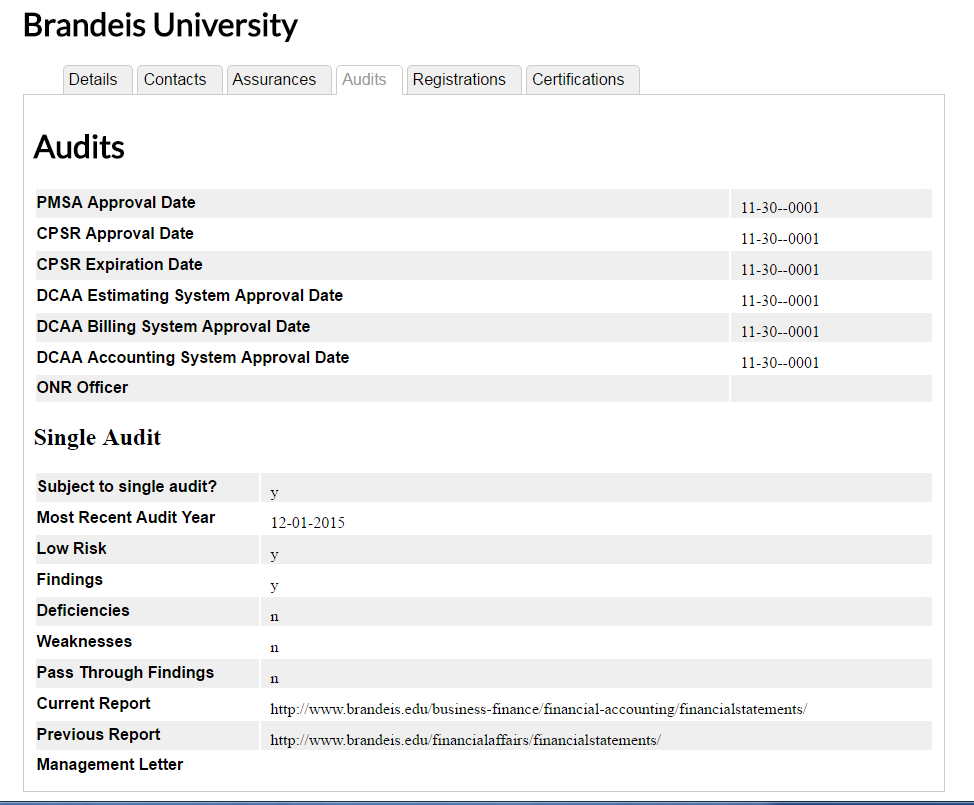 Brandeis University
Details Contacts Assurances Audits Registrations Certifications
Audits
PMSA Approval Date 11-30--0001
CPSR Approval Date 11-30--0001
CPSR Expiration Date 11-30--0001
DCAA Estimating System Approval Date 11-30--0001
DCAA Billing System Approval Date 11-30--0001
DCAA Accounting System Approval Date 11-30--0001
ONR Officer
Single Audit
Subject to single audit? y
Most Recent Audit Year 12-01-2015
Low Risk y
Findings y
Deficiencies n
Weaknesses n
Pass Through Findings n
Current Report http://www.brandeis.edu/business-finance/financial-accounting/financialstatements/
Previous Report http://www.brandeis.edu/financialaffairs/financialstatements/
Management Letter